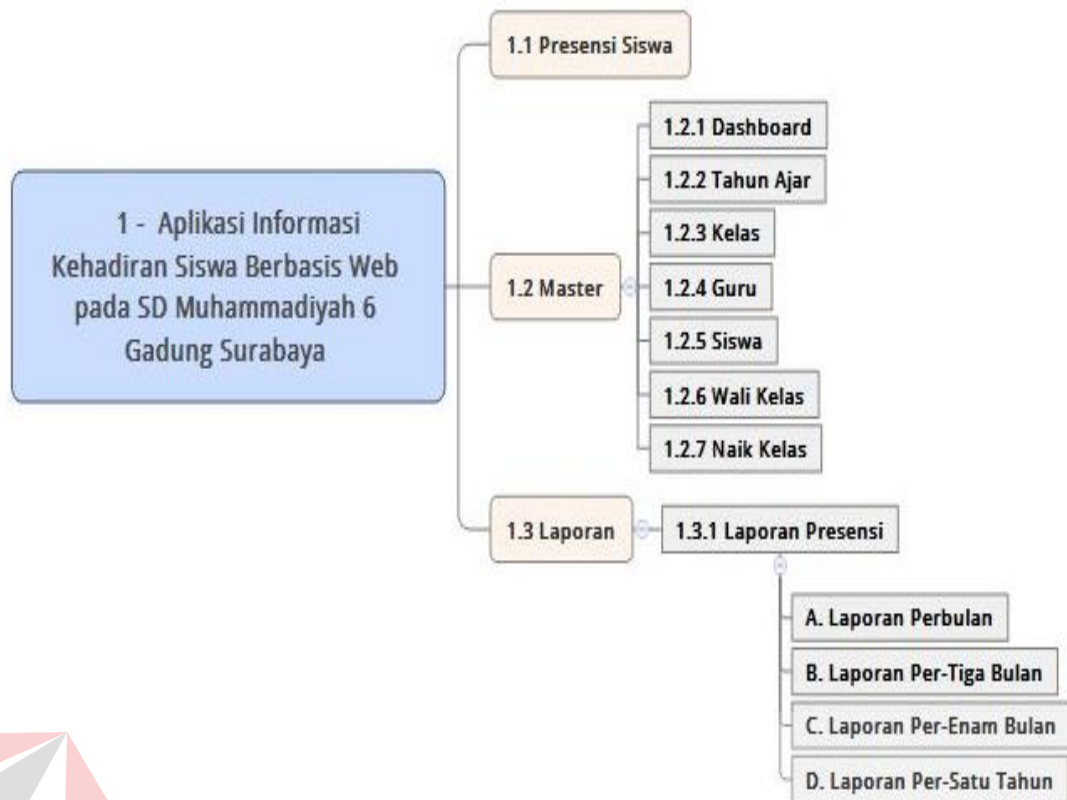 1 - Aplikasi Informasi
Kehadiran Siswa Berbasis Web
pada SD Muhammadiyah 6
Gadung Surabaya
1.1 Presensi Siswa
1.2 Master
1.2.1 Dashboard
1.2.2 Tahun Ajar
1.2.3 Kelas
1.2.4 Guru
1.2.5 Siswa
1.2.6 Wali Kelas
1.2.7 Naik Kelas
1.3 Laporan
1.3.1 Laporan Presensi
A. Laporan Perbulan
B. Laporan Per-Tiga Bulan
C. Laporan Per-Enam Bulan
D. Laporan Per-Satu Tahun